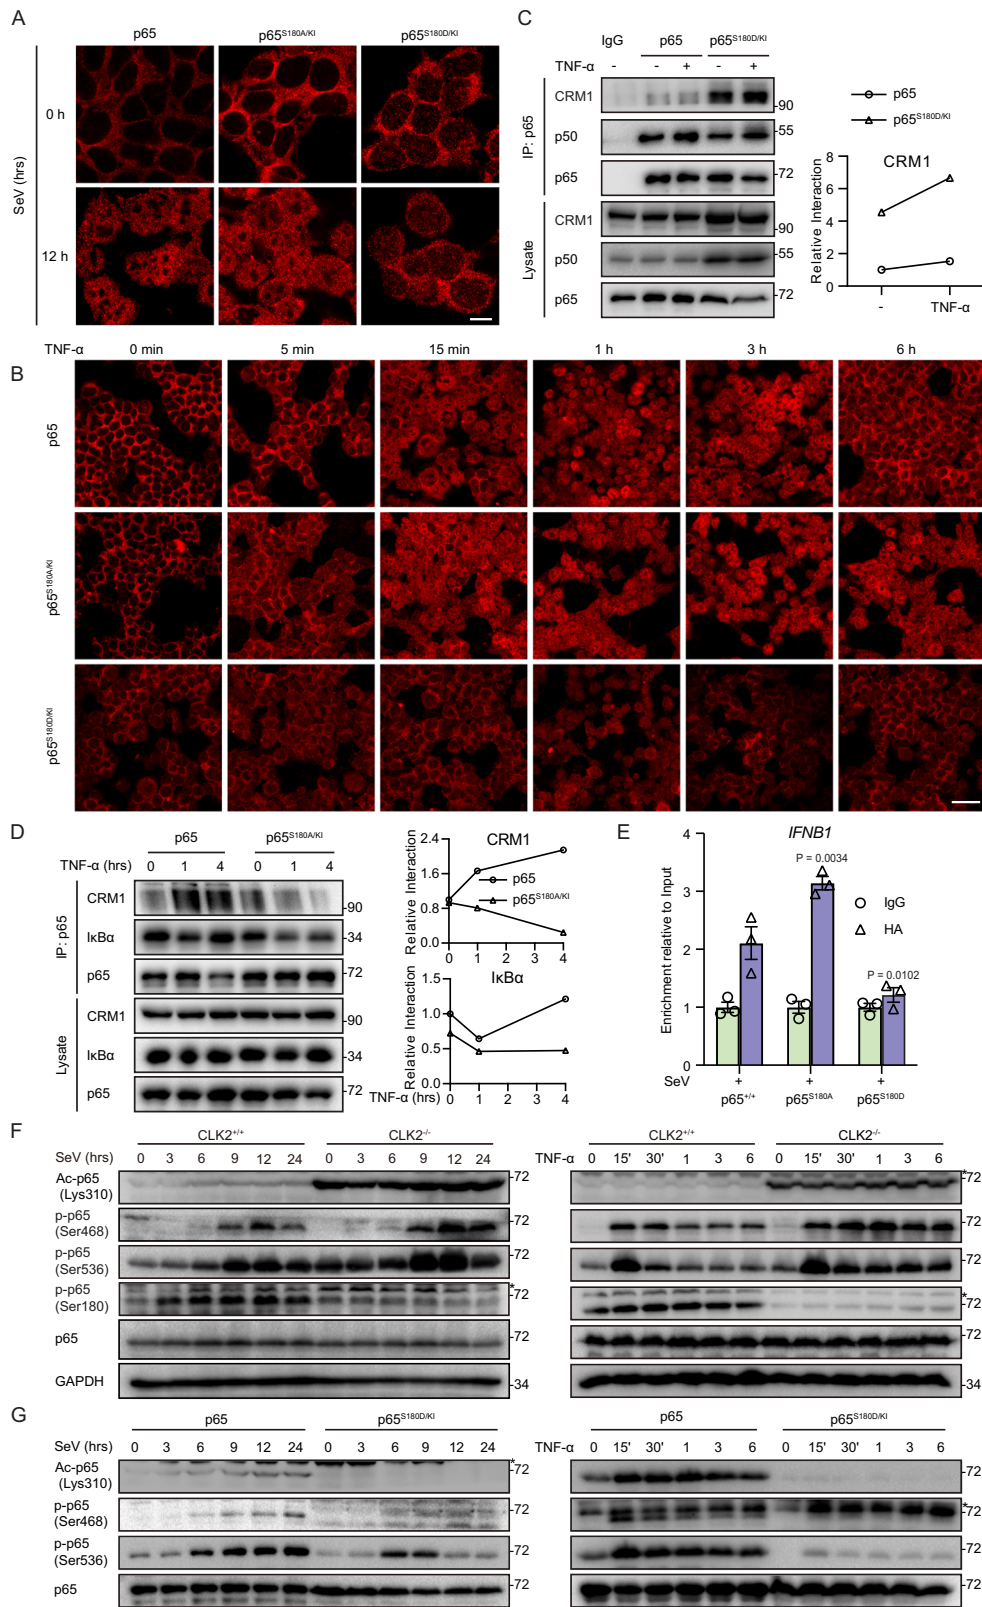 A
p65 p65S180A/KI p65S180D/KI
SeV (hrs)
0 h
12 h
C
IgG p65 p65S180D/KI
TNF-α - - + - +
IP: p65
CRM1 -90
p50 -55
p65 -72
Lysate
CRM1 -90
p50 -55
p65 -72
p65
p65S180D/KI
CRM1
Relative Interaction
8
6
4
2
0
- TNF-α
B
TNF-α 0 min 5 min 15 min 1 h 3 h 6 h
p65
p65S180A/KI
p65S180D/KI
D
p65 p65S180A/KI
TNF-α (hrs) 0 1 4 0 1 4
IP: p65
CRM1 -90
IκBα -34
p65 -72
Lysate
CRM1 -90
IκBα -34
p65 -72
CRM1
Relative Interaction
2.4
1.6
0.8
0.0
p65
p65S180A/KI
0 1 2 3 4
IκBα
Relative Interaction
1.5
1.0
0.5
0.0
TNF-α (hrs) 0 1 2 3 4
E
IFNB1
Enrichment relative to Input
4
3
2
1
0
P = 0.0034
P = 0.0102
IgG
HA
SeV + + +
p65+/+ p65S180A p65S180D
F
CLK2+/+ CLK2-/-
SeV (hrs) 0 3 6 9 12 24 0 3 6 9 12 24
Ac-p65
(Lys310) -72
p-p65
(Ser468) -72
p-p65
(Ser536) -72
p-p65
(Ser180) * -72
p65 -72
GAPDH -34
CLK2+/+ CLK2-/-
TNF-α 0 15' 30' 1 3 6 0 15' 30' 1 3 6
* -72
-72
-72
* -72
-72
-34
G
p65 p65S180D/KI
SeV (hrs) 0 3 6 9 12 24 0 3 6 9 12 24
Ac-p65
(Lys310) * -72
p-p65
(Ser468) -72
p-p65
(Ser536) -72
p65 -72
p65 p65S180D/KI
TNF-α 0 15' 30' 1 3 6 0 15' 30' 1 3 6
-72
* -72
-72
-72